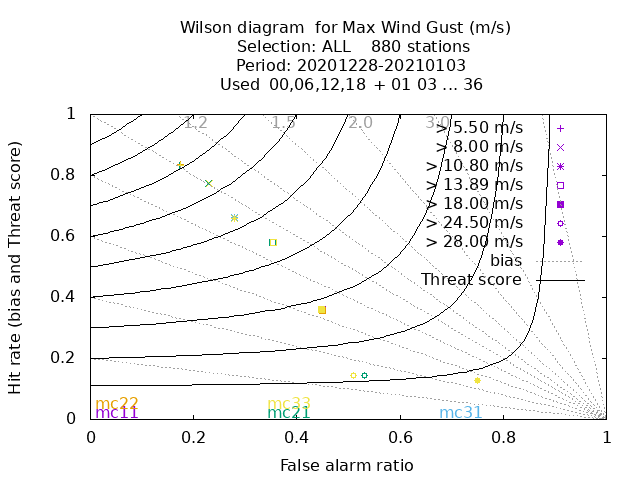 Wilson diagram  for Max Wind Gust (m/s)
Selection: ALL    880 stations
Period: 20201228-20210103
Used  00,06,12,18  + 01 03 ... 36
Hit rate (bias and Threat score)
1
0.8
0.6
0.4
0.2
0
1.2 1.5 2.0 3.0
> 5.50 m/s
> 8.00 m/s
> 10.80 m/s
> 13.89 m/s
> 18.00 m/s
> 24.50 m/s
> 28.00 m/s
bias
Threat score
mc22 mc33
mc11 mc21 mc31
0 0.2 0.4 0.6 0.8 1
False alarm ratio